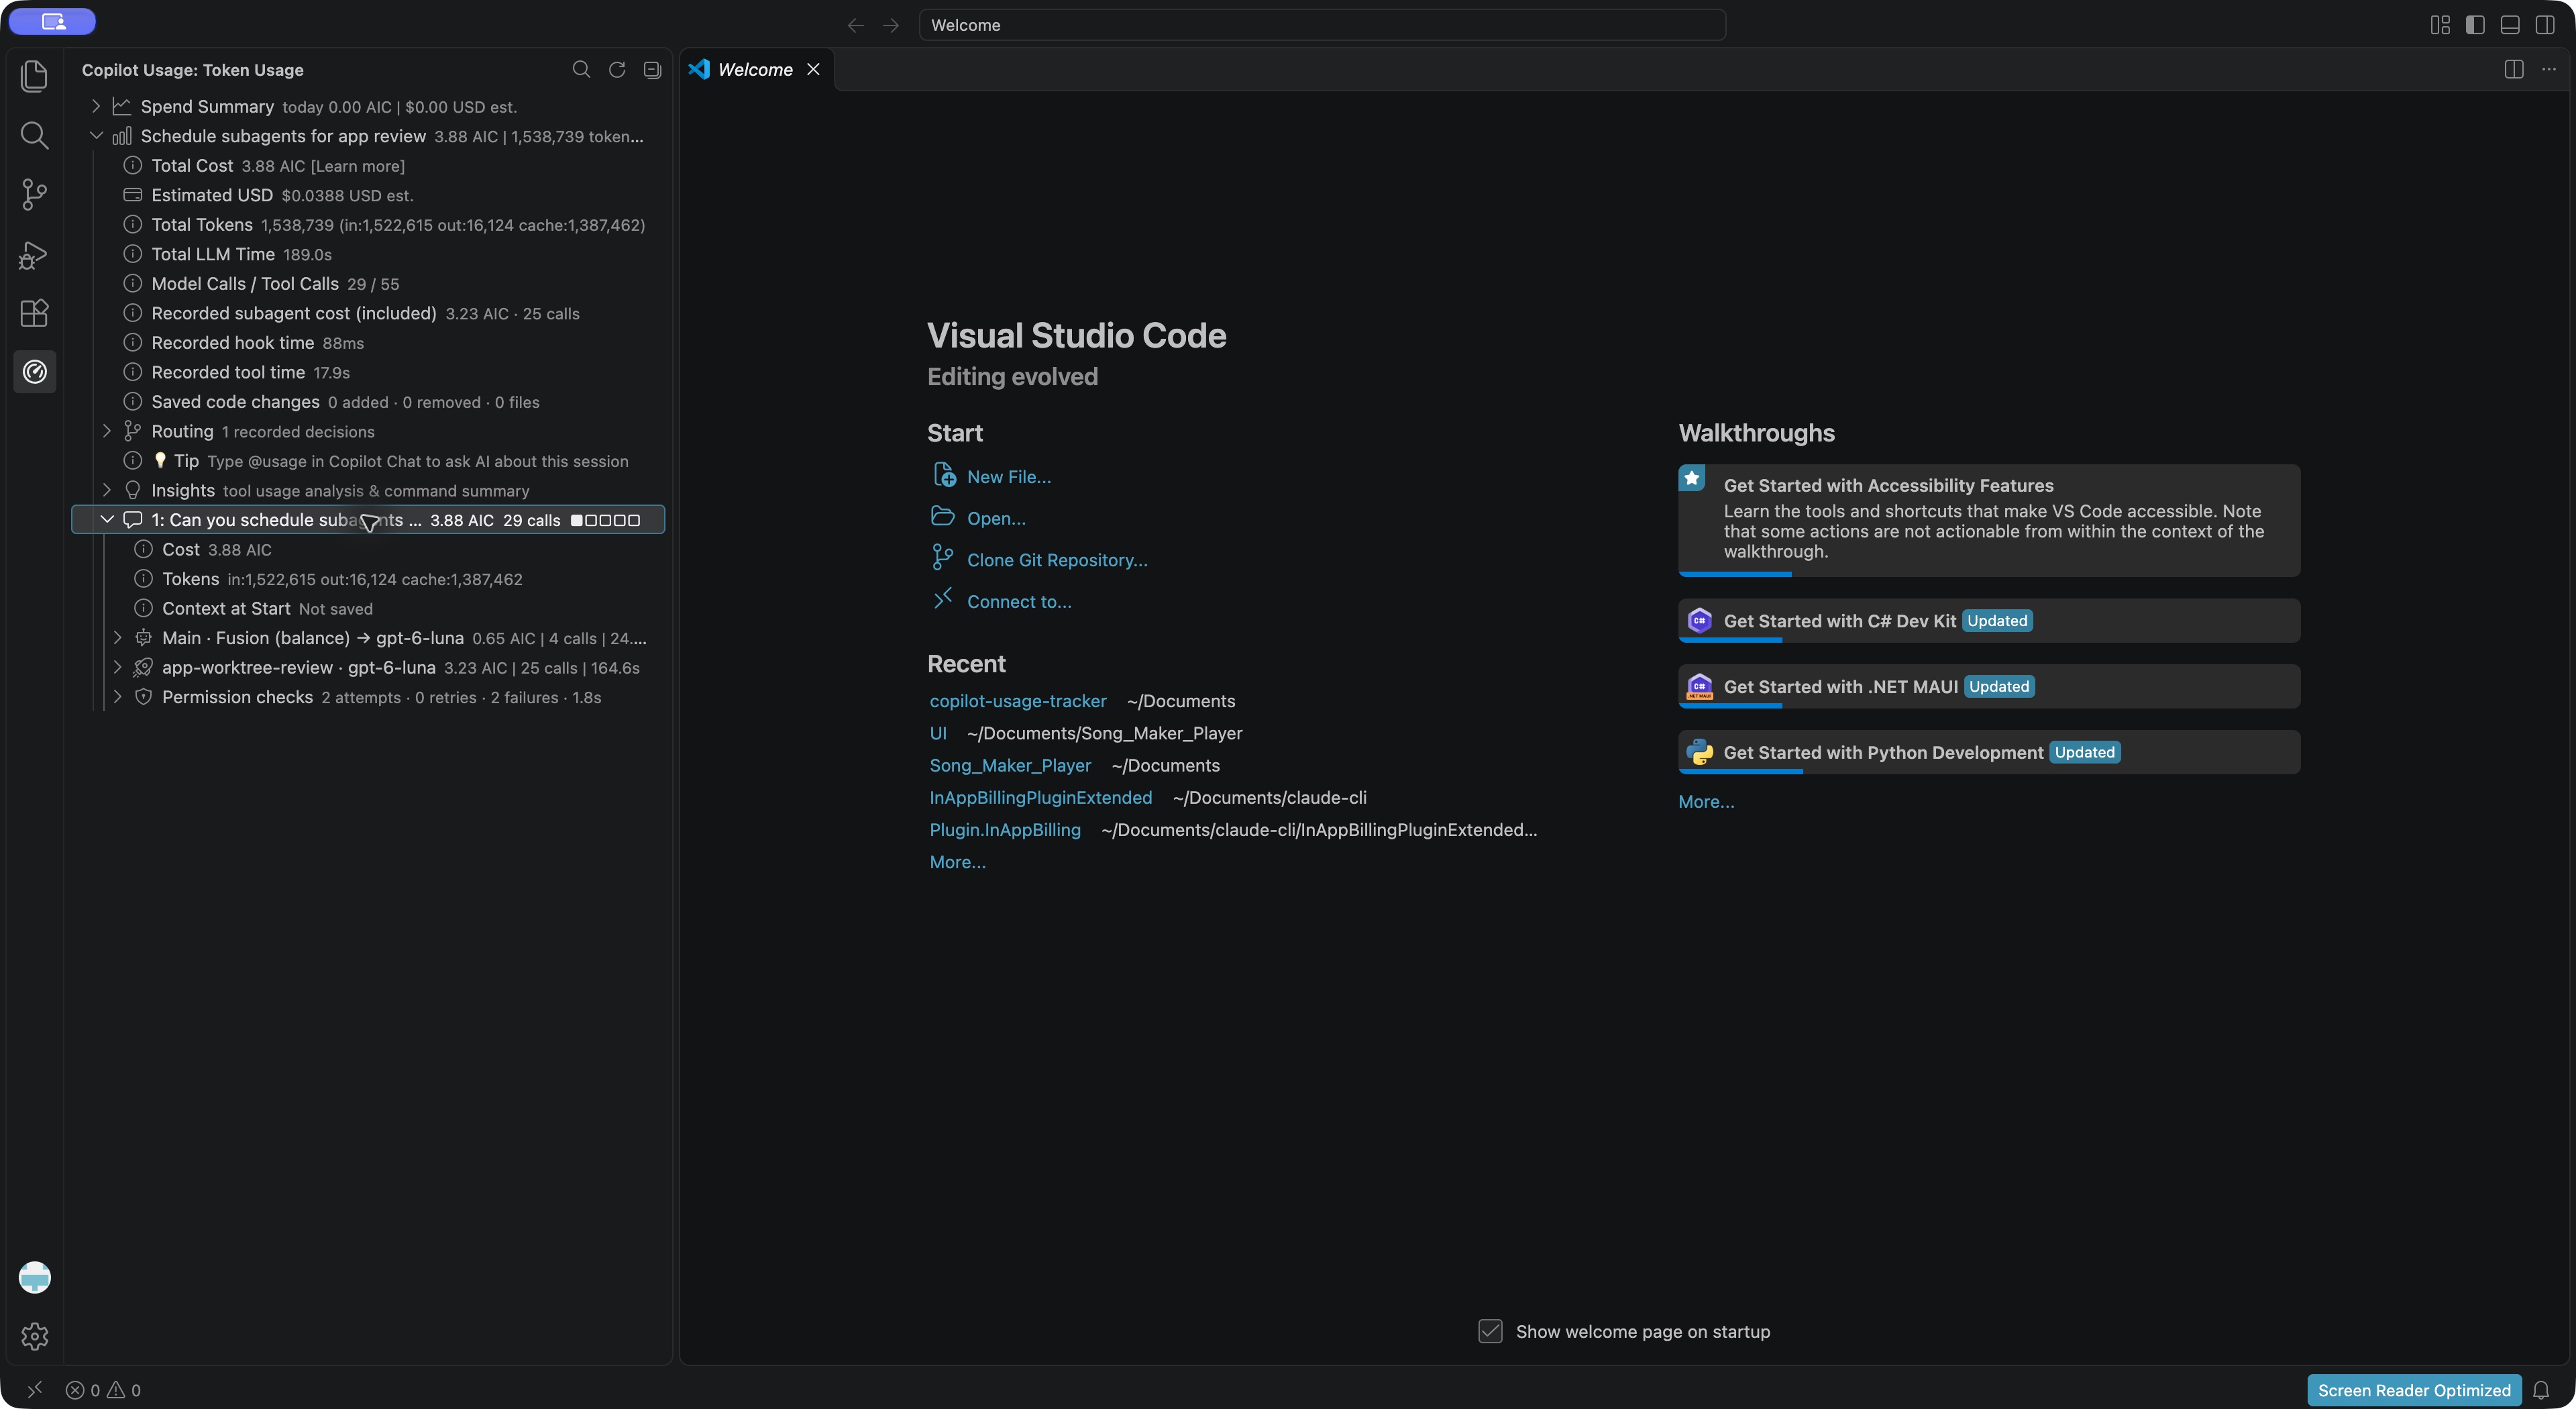 Welcome
Copilot Usage: Token Usage
Spend Summary today 0.00 AIC | $0.00 USD est.
Schedule subagents for app review 3.88 AIC | 1,538,739 token...
Total Cost 3.88 AIC [Learn more]
Estimated USD $0.0388 USD est.
Total Tokens 1,538,739 (in:1,522,615 out:16,124 cache:1,387,462)
Total LLM Time 189.0s
Model Calls / Tool Calls 29 / 55
Recorded subagent cost (included) 3.23 AIC · 25 calls
Recorded hook time 88ms
Recorded tool time 17.9s
Saved code changes 0 added · 0 removed · 0 files
Routing 1 recorded decisions
Tip Type @usage in Copilot Chat to ask AI about this session
Insights tool usage analysis & command summary
1: Can you schedule subagents ... 3.88 AIC 29 calls
Cost 3.88 AIC
Tokens in:1,522,615 out:16,124 cache:1,387,462
Context at Start Not saved
Main · Fusion (balance) → gpt-6-luna 0.65 AIC | 4 calls | 24....
app-worktree-review · gpt-6-luna 3.23 AIC | 25 calls | 164.6s
Permission checks 2 attempts · 0 retries · 2 failures · 1.8s
Welcome
Visual Studio Code
Editing evolved
Start
New File...
Open...
Clone Git Repository...
Connect to...
Recent
copilot-usage-tracker ~/Documents
UI ~/Documents/Song_Maker_Player
Song_Maker_Player ~/Documents
InAppBillingPluginExtended ~/Documents/claude-cli
Plugin.InAppBilling ~/Documents/claude-cli/InAppBillingPluginExtended...
More...
Walkthroughs
Get Started with Accessibility Features
Learn the tools and shortcuts that make VS Code accessible. Note
that some actions are not actionable from within the context of the
walkthrough.
C# Get Started with C# Dev Kit Updated
C# .NET MAUI Get Started with .NET MAUI Updated
Get Started with Python Development Updated
More...
Show welcome page on startup
0 0
Screen Reader Optimized